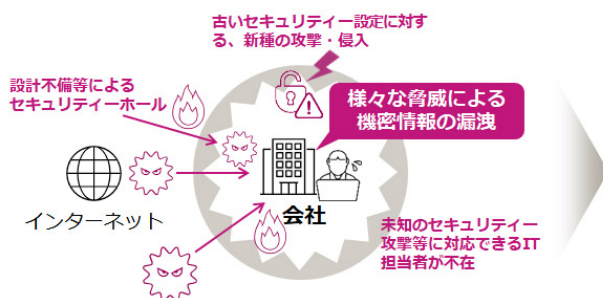 古いセキュリティー設定に対す
る、新種の攻撃・侵入
設計不備等による
セキュリティーホール
様々な脅威による
機密情報の漏洩
インターネット
会社
未知のセキュリティー
攻撃等に対応できるIT
担当者が不在